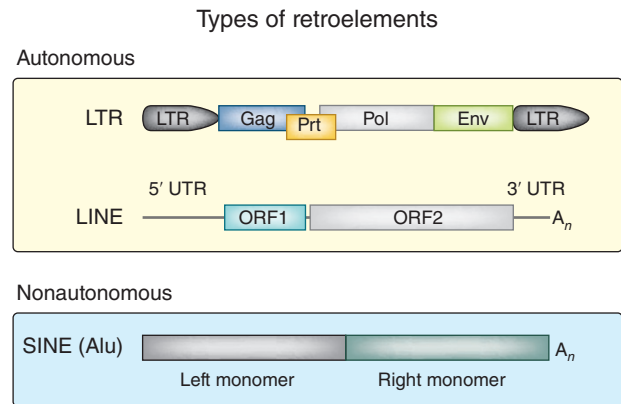 Types of retroelements
Autonomous
LTR LTR Gag Prt Pol Env LTR
5′ UTR 3′ UTR
LINE ORF1 ORF2 Aₙ
Nonautonomous
SINE (Alu) Aₙ
Left monomer Right monomer